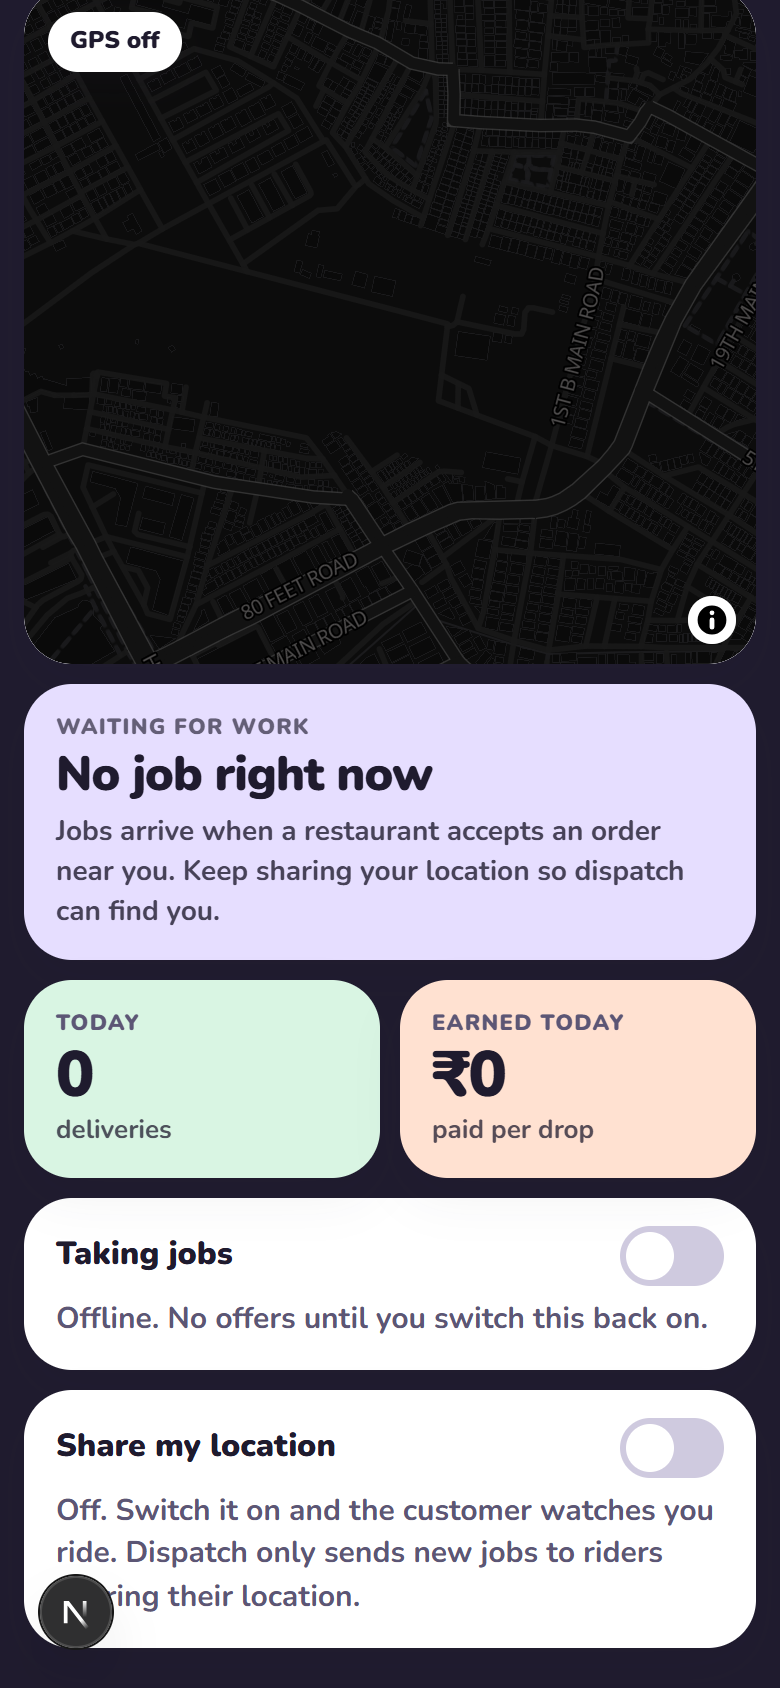 GPS off
1ST B MAIN ROAD
19TH MAIN
80 FEET ROAD
MAIN ROAD
WAITING FOR WORK
No job right now
Jobs arrive when a restaurant accepts an order
near you. Keep sharing your location so dispatch
can find you.
TODAY
0
deliveries
EARNED TODAY
₹0
paid per drop
Taking jobs
Offline. No offers until you switch this back on.
Share my location
Off. Switch it on and the customer watches you
ride. Dispatch only sends new jobs to riders
their location.
N